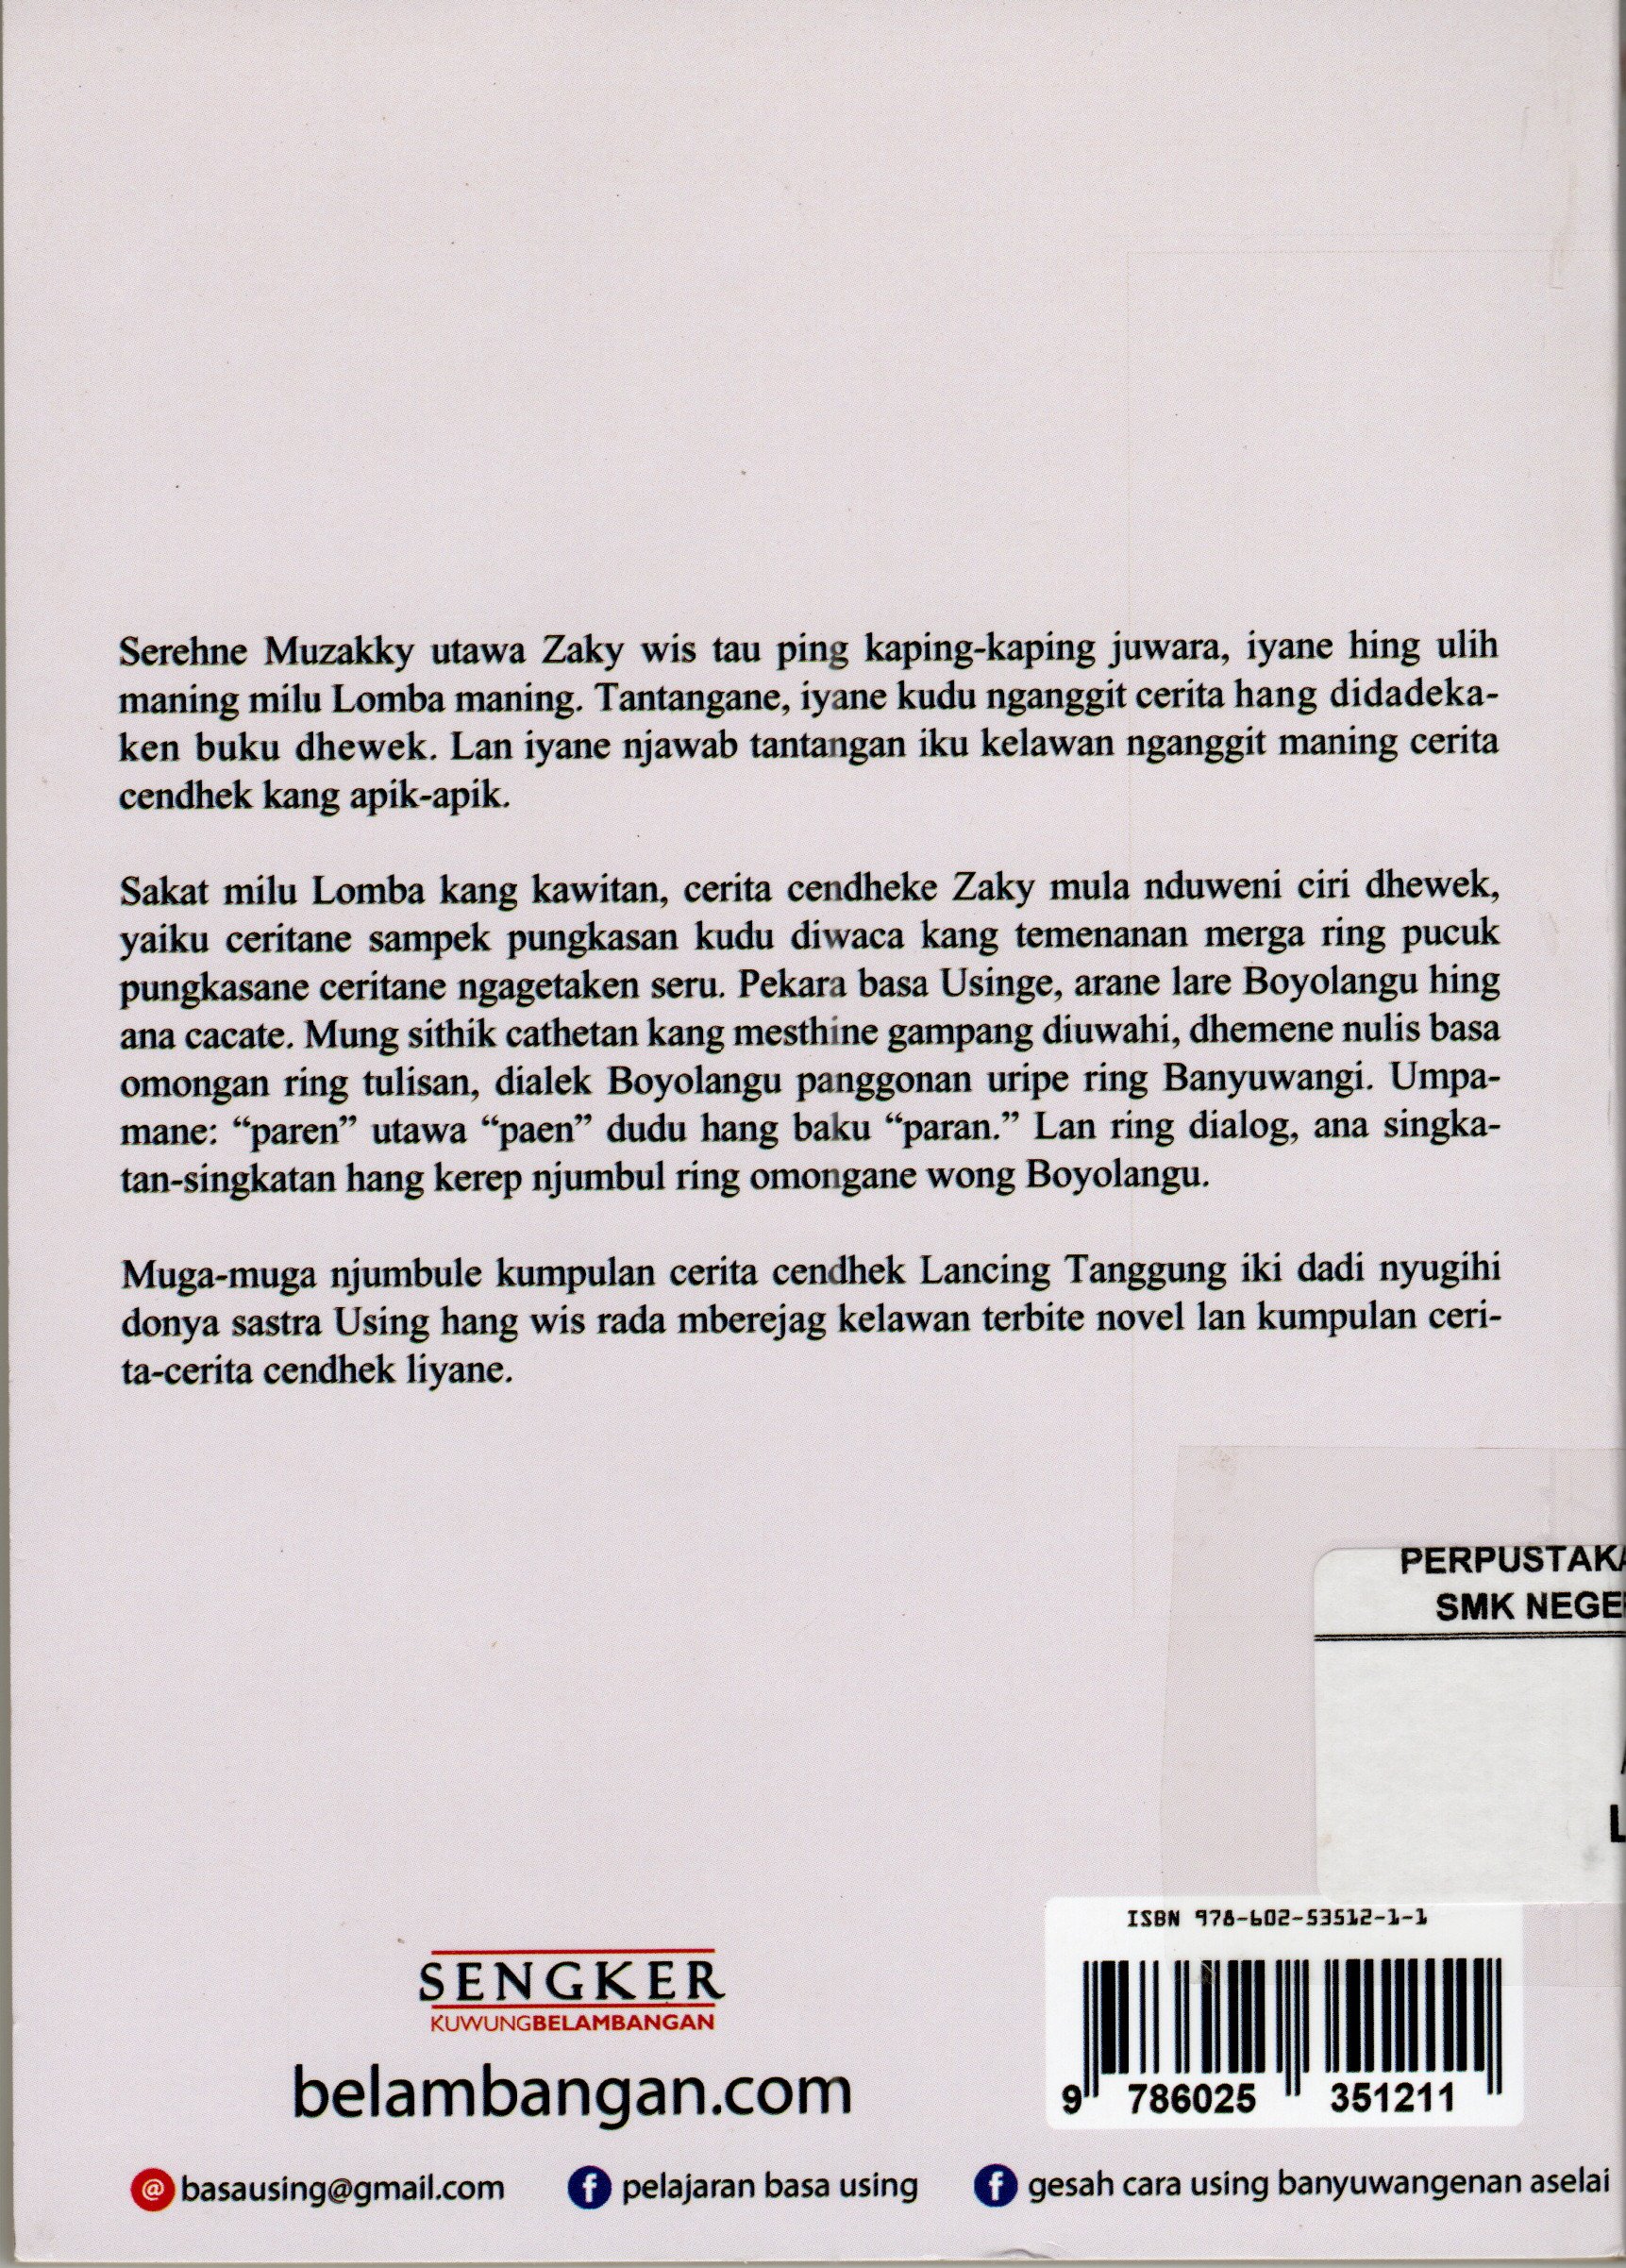 Serehne Muzakky utawa Zaky wis tau ping kaping-kaping juwara, iyane hing ulih
maning milu Lomba maning. Tantangane, iyane kudu nganggit cerita hang didadeka-
ken buku dhewek. Lan iyane njawab tantangan iku kelawan nganggit maning cerita
cendhek kang apik-apik.
Sakat milu Lomba kang kawitan, cerita cendheke Zaky mula nduweni ciri dhewek,
yaiku ceritane sampek pungkasan kudu diwaca kang temenanan merga ring pucuk
pungkasane ceritane ngagetaken seru. Pekara basa Usinge, arane lare Boyolangu hing
ana cacate. Mung sithik cathetan kang mesthine gampang diuwahi, dhemene nulis basa
omongan ring tulisan, dialek Boyolangu panggonan uripe ring Banyuwangi. Umpa-
mane: “paren” utawa “paen” dudu hang baku “paran.” Lan ring dialog, ana singka-
tan-singkatan hang kerep njumbul ring omongane wong Boyolangu.
Muga-muga njumbule kumpulan cerita cendhek Lancing Tanggung iki dadi nyugihi
donya sastra Using hang wis rada mberejag kelawan terbite novel lan kumpulan ceri-
ta-cerita cendhek liyane.
PERPUSTAKA
SMK NEGE
L
ISBN 978-602-53512-1-1
9 786025 351211
SENGKER
KUWUNGBELAMBANGAN
belambangan.com
@ basausing@gmail.com f pelajaran basa using f gesah cara using banyuwangenan aselai